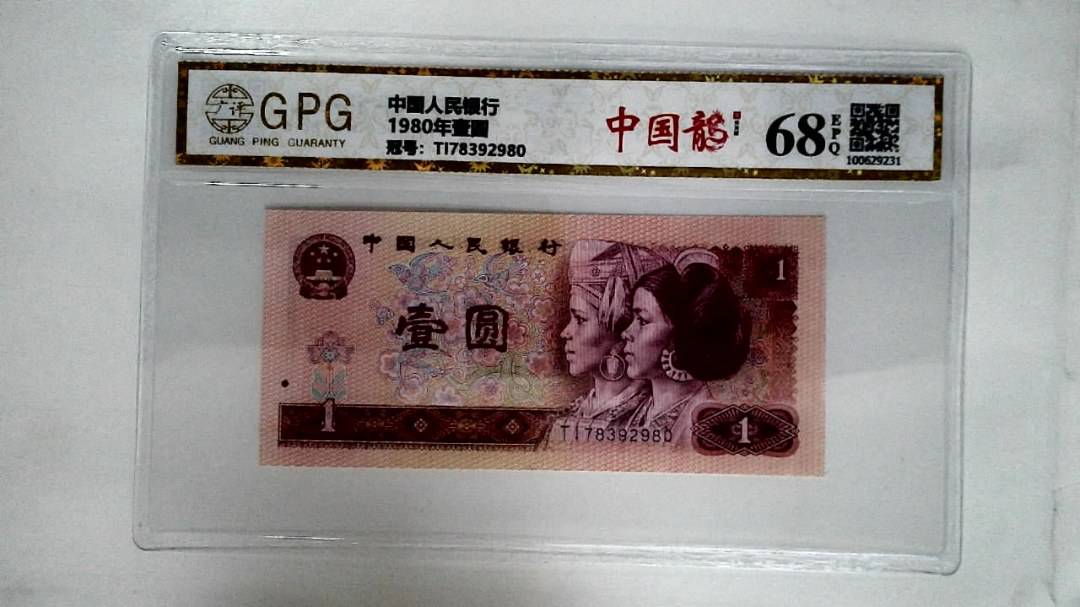 广评
GPG
GUANG PING GUARANTY
中国人民银行
1980年壹圆
冠号：TI78392980
中国龍
68
EPQ
100629231
中国人民银行
1
壹圆
1
TI78392980
1